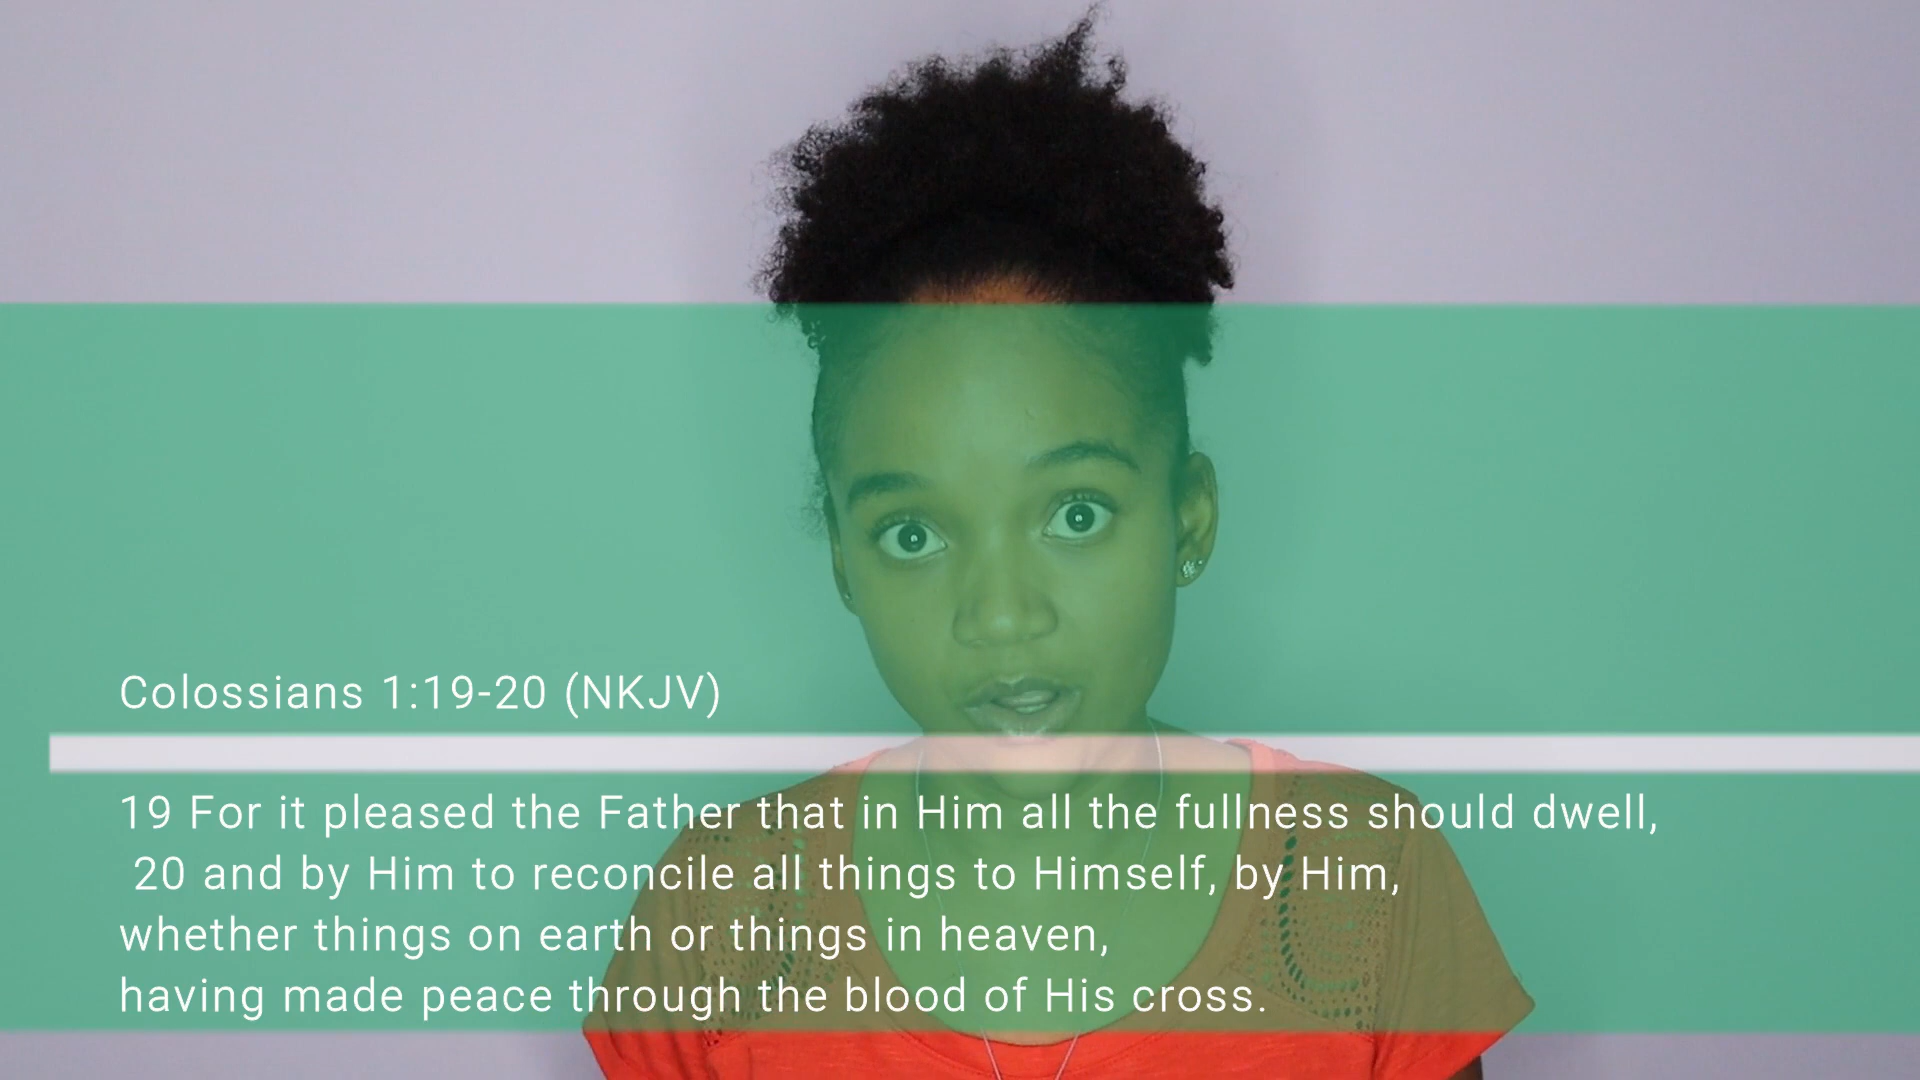 Colossians 1:19-20 (NKJV)
19 For it pleased the Father that in Him all the fullness should dwell,
20 and by Him to reconcile all things to Himself, by Him,
whether things on earth or things in heaven,
having made peace through the blood of His cross.